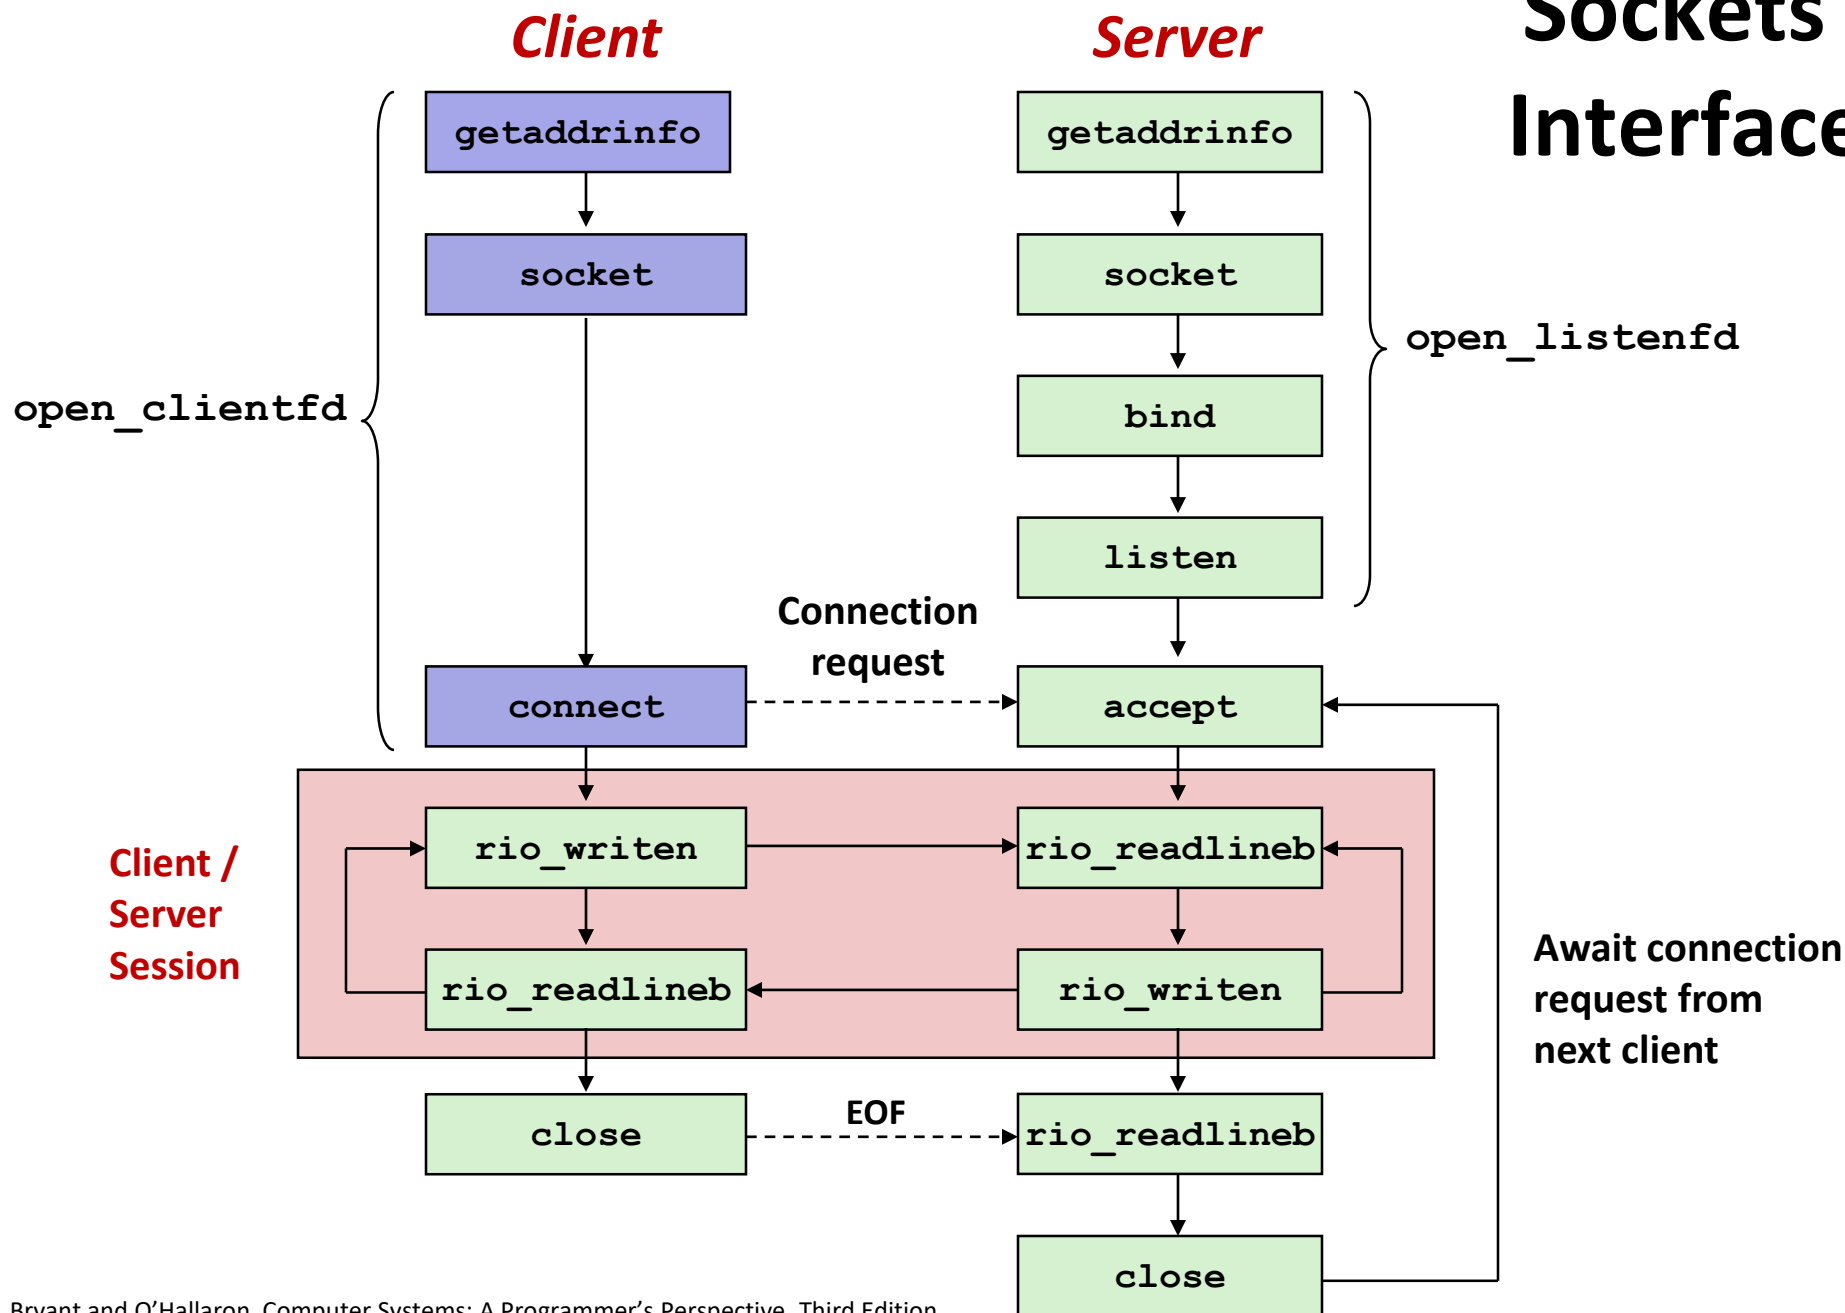 Sockets
Interface
Client
Server
getaddrinfo
getaddrinfo
socket
socket
open_listenfd
open_clientfd
bind
listen
Connection
request
connect
accept
Client /
Server
Session
rio_writen
rio_readlineb
rio_readlineb
rio_writen
Await connection
request from
next client
close
EOF
rio_readlineb
close
Bryant and O'Hallaron, Computer Systems: A Programmer's Perspective, Third Edition